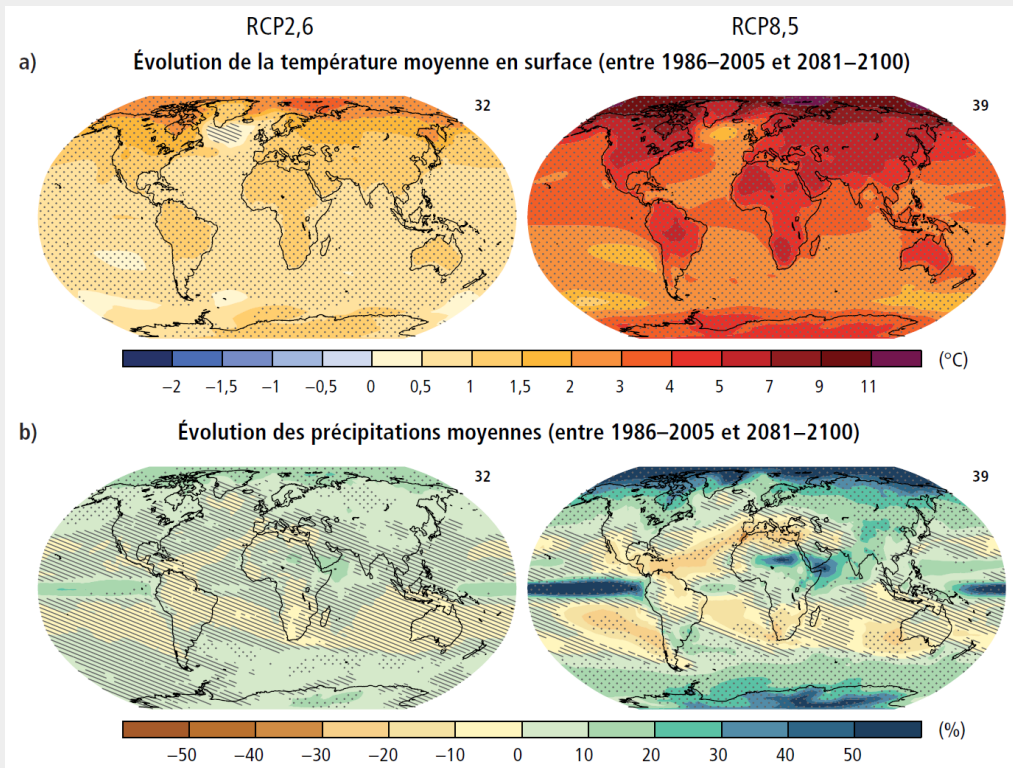 RCP2,6 RCP8,5
a) Évolution de la température moyenne en surface (entre 1986–2005 et 2081–2100)
32 39
−2 −1,5 −1 −0,5 0 0,5 1 1,5 2 3 4 5 7 9 11 (°C)
b) Évolution des précipitations moyennes (entre 1986–2005 et 2081–2100)
32 39
−50 −40 −30 −20 −10 0 10 20 30 40 50 (%)